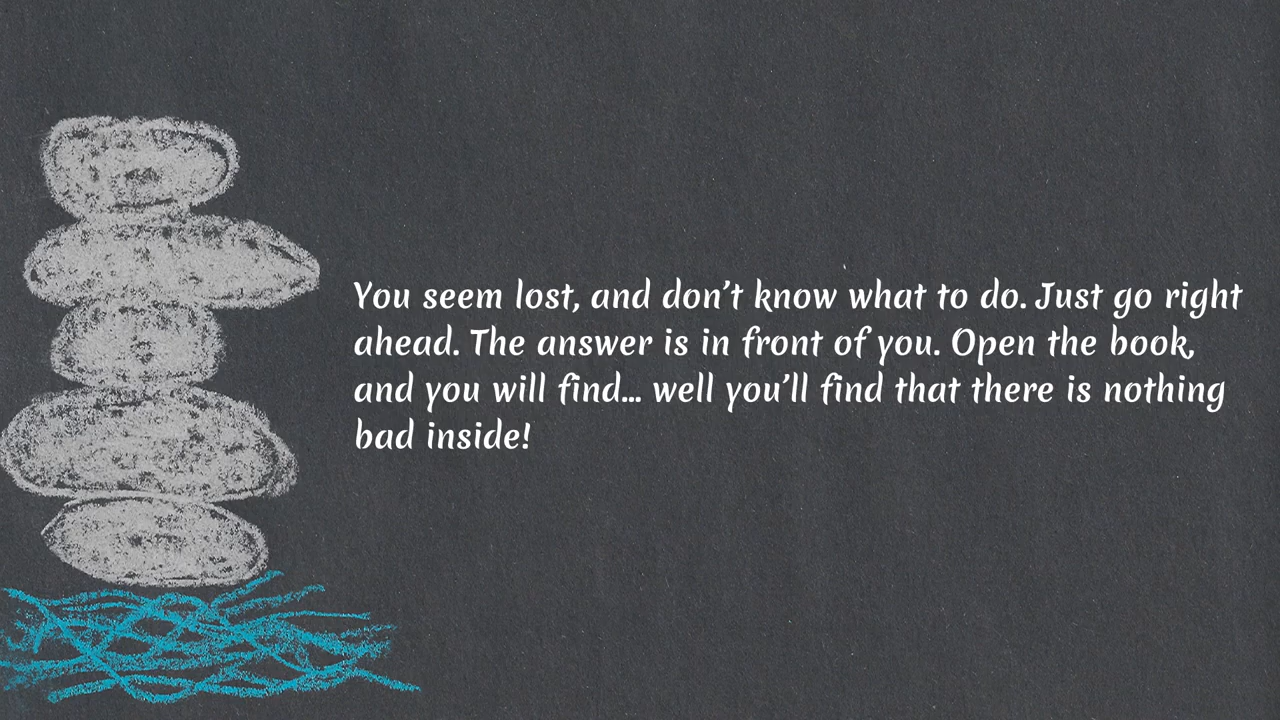 You seem lost, and don’t know what to do. Just go right
ahead. The answer is in front of you. Open the book,
and you will find... well you’ll find that there is nothing
bad inside!